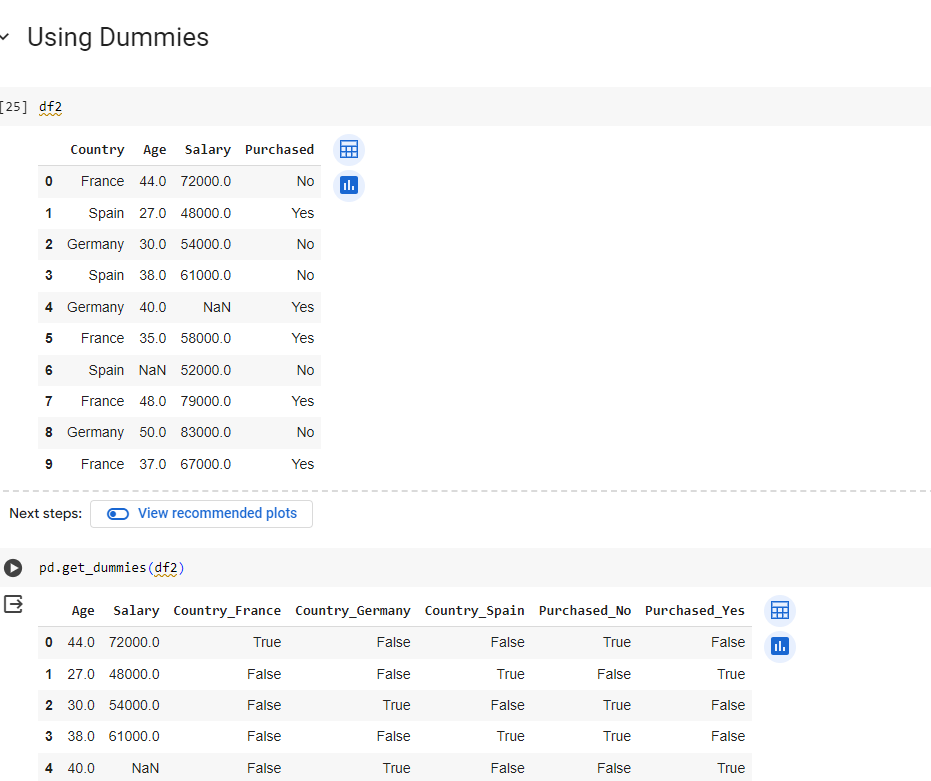 Using Dummies
[25] df2
Country Age Salary Purchased
0 France 44.0 72000.0 No
1 Spain 27.0 48000.0 Yes
2 Germany 30.0 54000.0 No
3 Spain 38.0 61000.0 No
4 Germany 40.0 NaN Yes
5 France 35.0 58000.0 Yes
6 Spain NaN 52000.0 No
7 France 48.0 79000.0 Yes
8 Germany 50.0 83000.0 No
9 France 37.0 67000.0 Yes
Next steps: View recommended plots
pd.get_dummies(df2)
Age Salary Country_France Country_Germany Country_Spain Purchased_No Purchased_Yes
0 44.0 72000.0 True False False True False
1 27.0 48000.0 False False True False True
2 30.0 54000.0 False True False True False
3 38.0 61000.0 False False True True False
4 40.0 NaN False True False False True